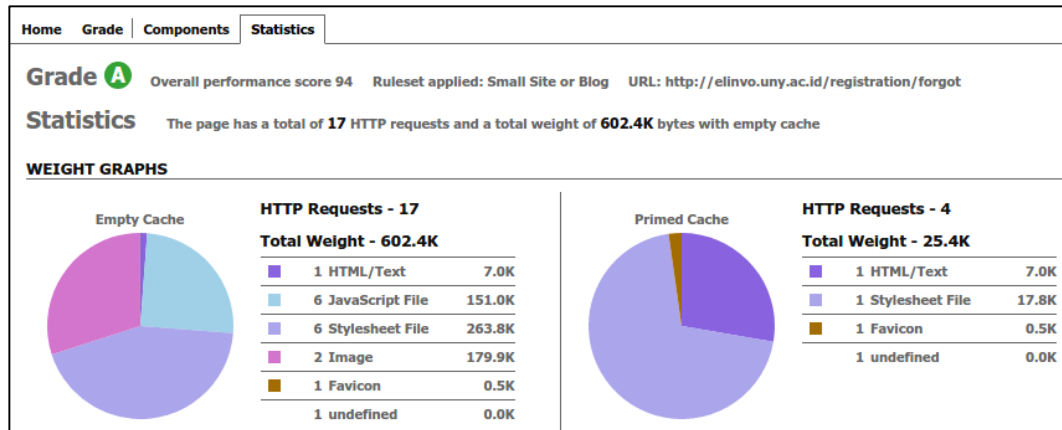 Home Grade Components Statistics
Grade A Overall performance score 94 Ruleset applied: Small Site or Blog URL: http://elinvo.uny.ac.id/registration/forgot
Statistics The page has a total of 17 HTTP requests and a total weight of 602.4K bytes with empty cache
WEIGHT GRAPHS
Empty Cache
HTTP Requests - 17
Total Weight - 602.4K
1 HTML/Text 7.0K
6 JavaScript File 151.0K
6 Stylesheet File 263.8K
2 Image 179.9K
1 Favicon 0.5K
1 undefined 0.0K
Primed Cache
HTTP Requests - 4
Total Weight - 25.4K
1 HTML/Text 7.0K
1 Stylesheet File 17.8K
1 Favicon 0.5K
1 undefined 0.0K